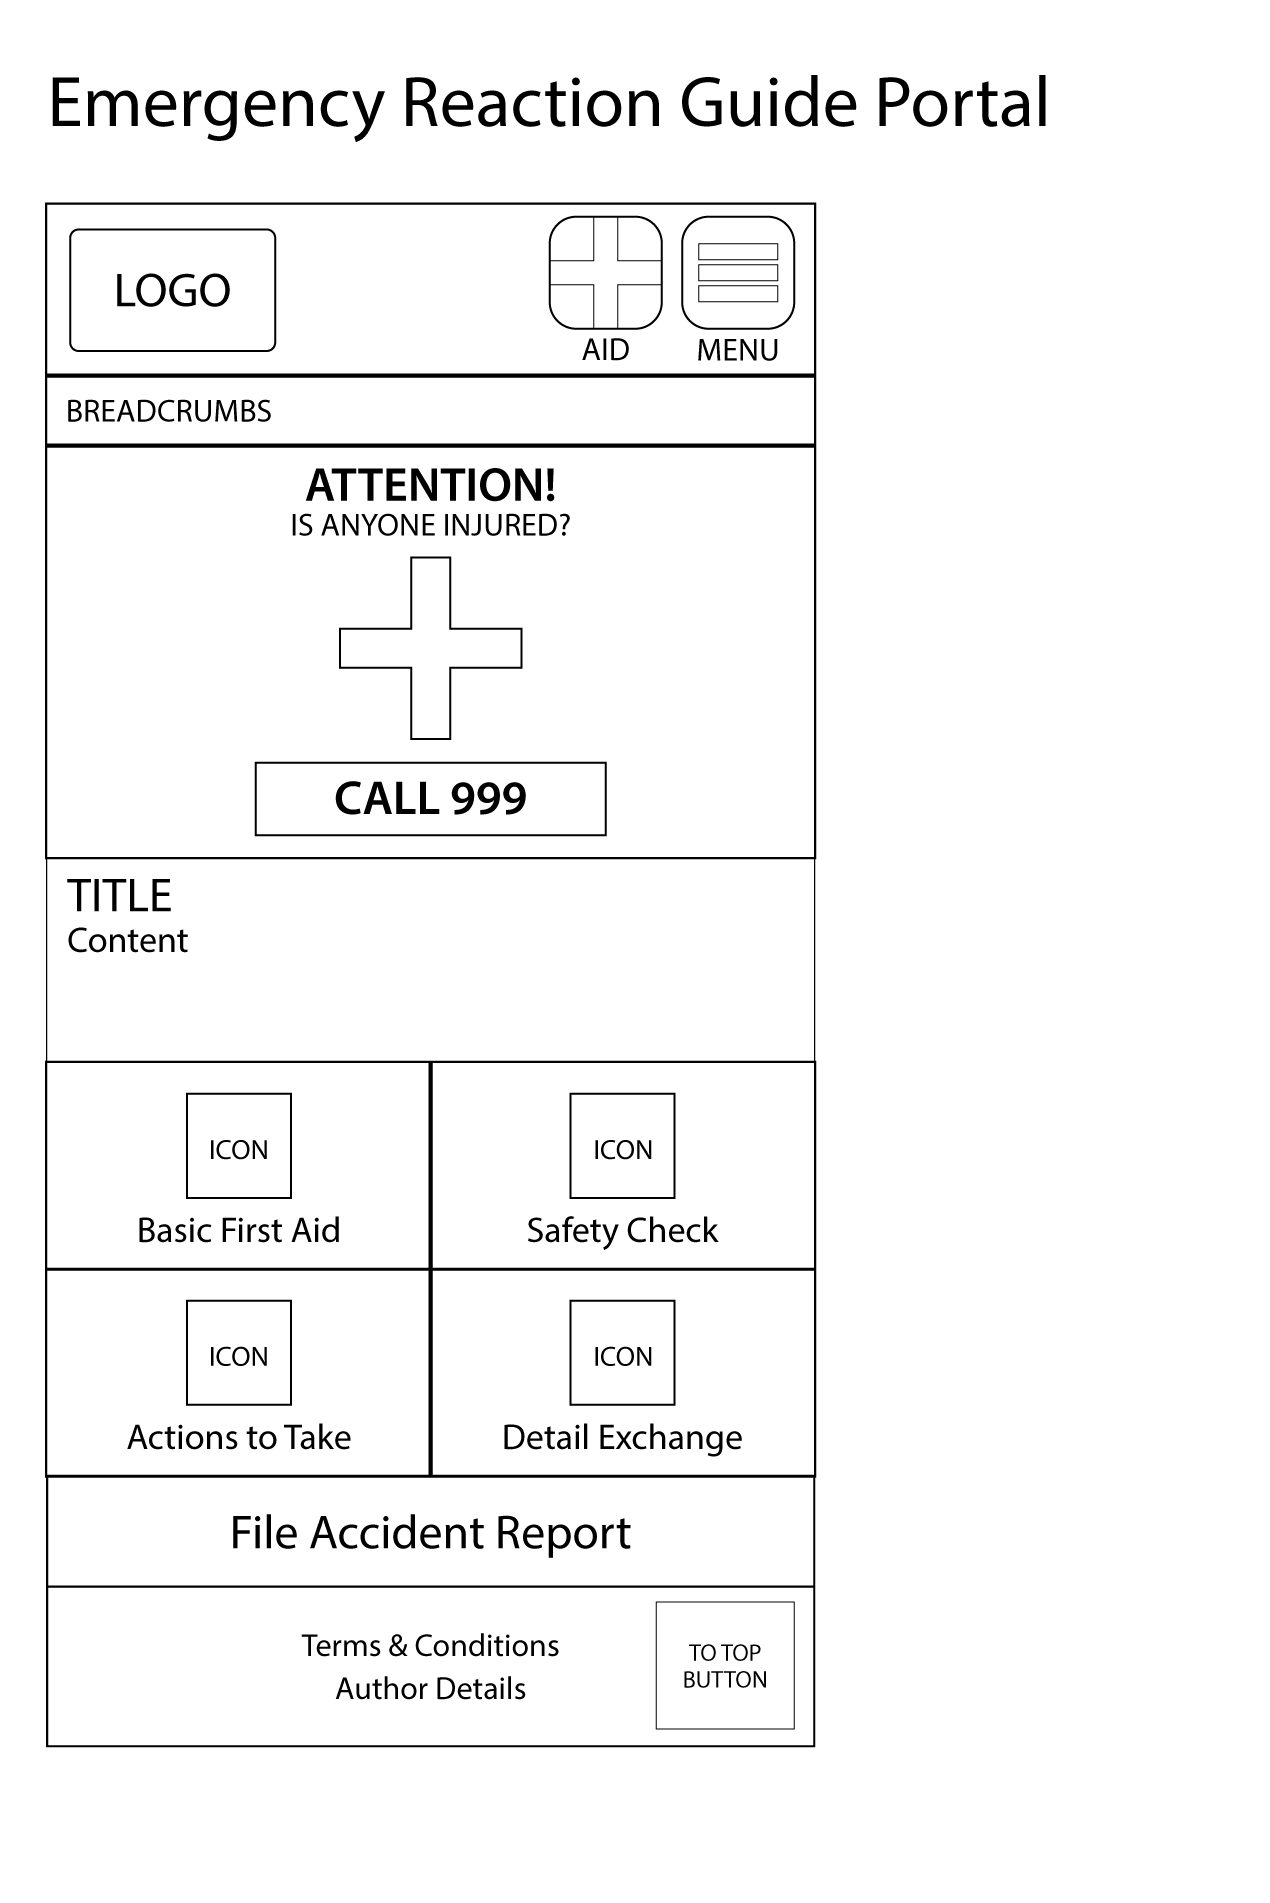 Emergency Reaction Guide Portal
LOGO
AID
MENU
BREADCRUMBS
ATTENTION!
IS ANYONE INJURED?
CALL 999
TITLE
Content
ICON
Basic First Aid
ICON
Safety Check
ICON
Actions to Take
ICON
Detail Exchange
File Accident Report
Terms & Conditions
Author Details
TO TOP
BUTTON